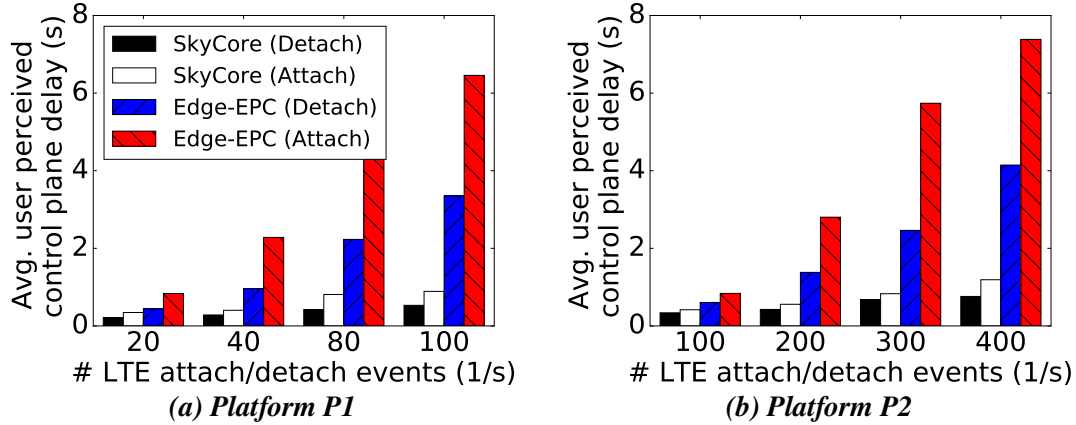 Avg. user perceived
control plane delay (s)
8
6
4
2
0
SkyCore (Detach)
SkyCore (Attach)
Edge-EPC (Detach)
Edge-EPC (Attach)
20 40 80 100
# LTE attach/detach events (1/s)
(a) Platform P1
Avg. user perceived
control plane delay (s)
8
6
4
2
0
100 200 300 400
# LTE attach/detach events (1/s)
(b) Platform P2